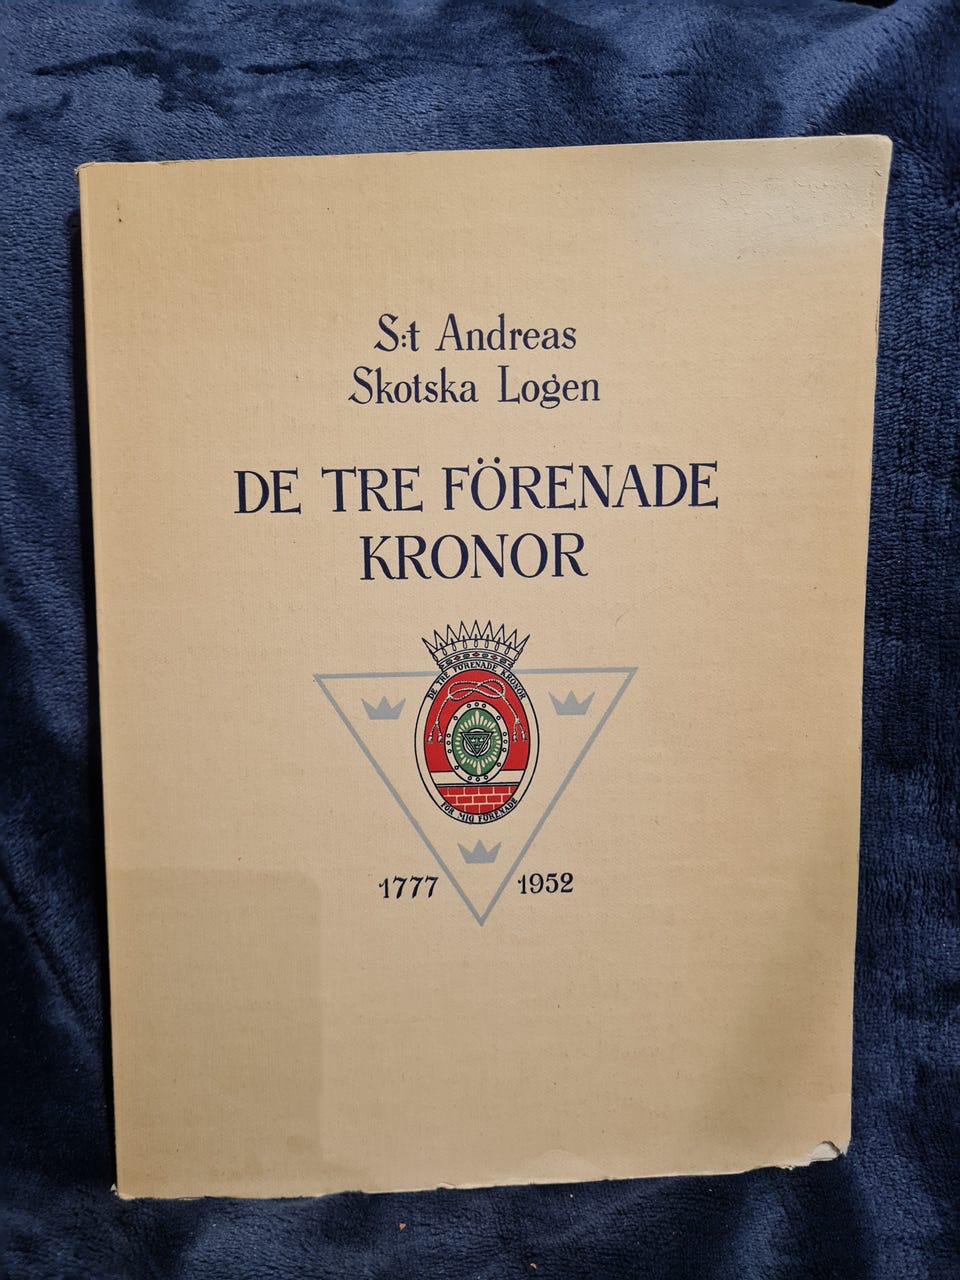 S:t Andreas
Skotska Logen
DE TRE FÖRENADE
KRONOR
DE TRE FÖRENADE KRONOR
FÖR MIG FÖRENADE
1777 1952